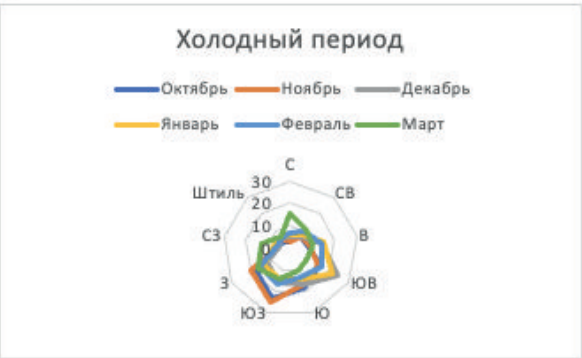 Холодный период
Октябрь Ноябрь Декабрь
Январь Февраль Март
С
30
Штиль СВ
20
10
СЗ В
0
З ЮВ
ЮЗ Ю